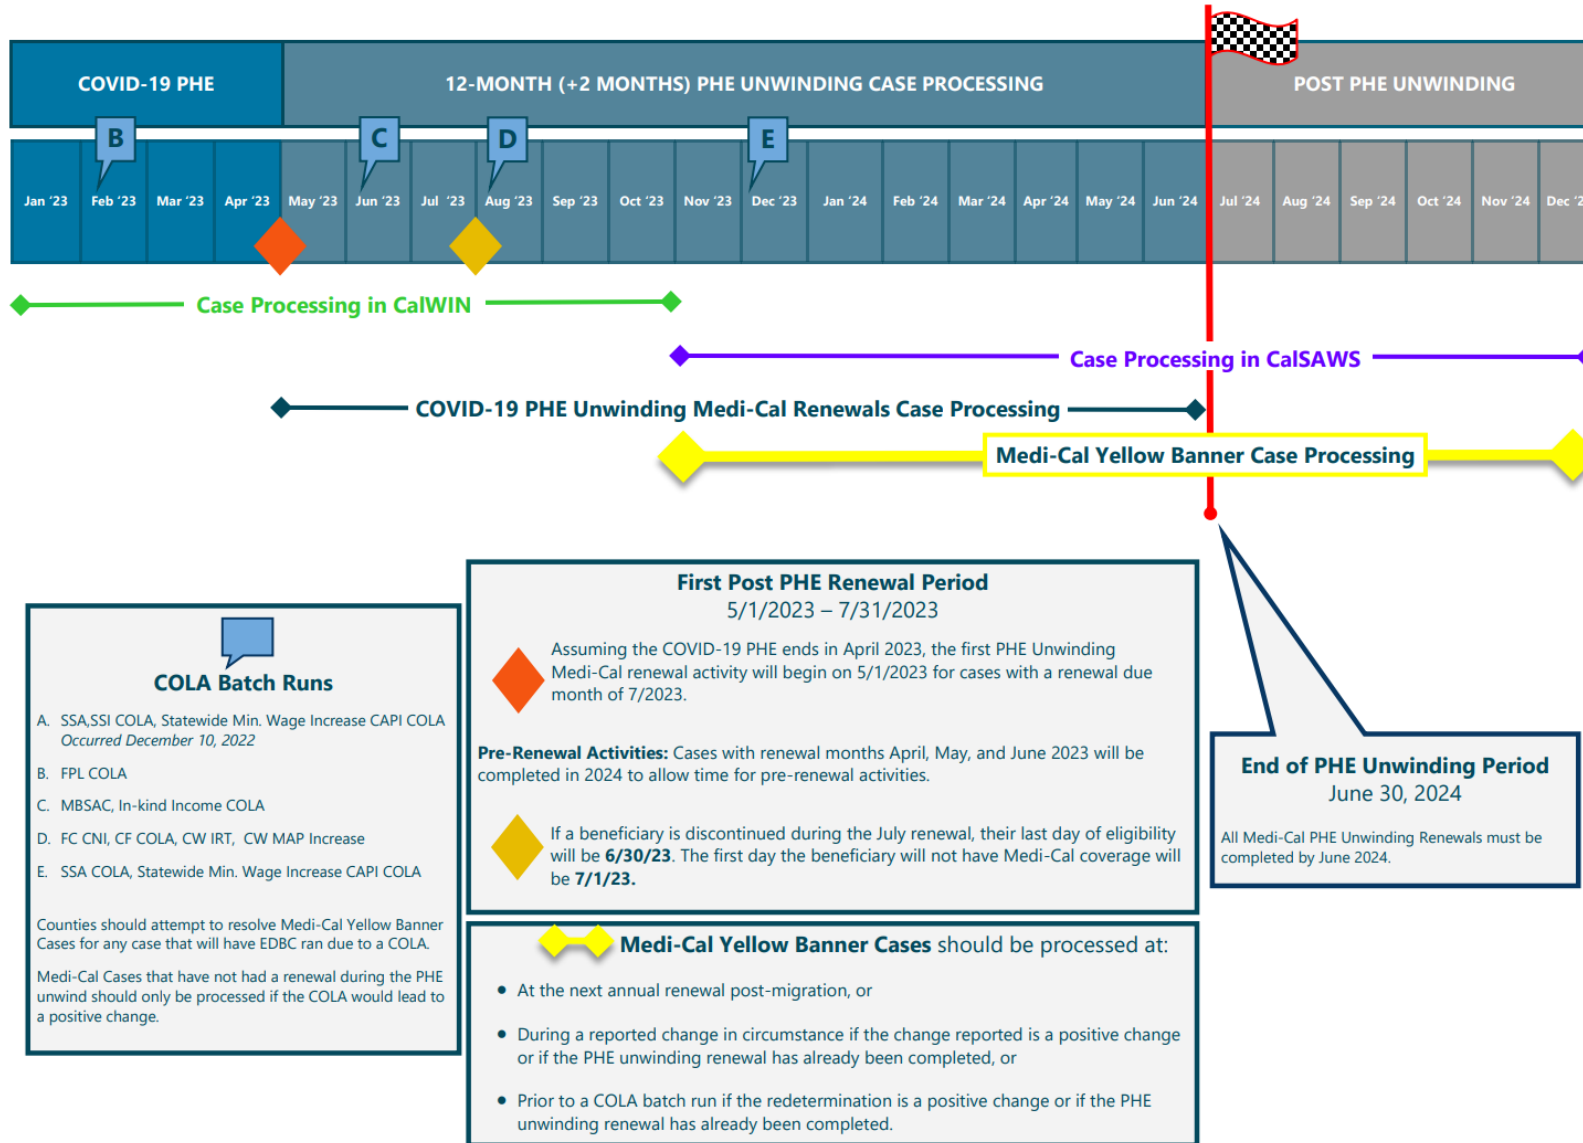 COVID-19 PHE
12-MONTH (+2 MONTHS) PHE UNWINDING CASE PROCESSING
POST PHE UNWINDING
B
C
D
E
Jan ‘23
Feb ‘23
Mar ‘23
Apr ‘23
May ‘23
Jun ‘23
Jul ‘23
Aug ‘23
Sep ‘23
Oct ‘23
Nov ‘23
Dec ‘23
Jan ‘24
Feb ‘24
Mar ‘24
Apr ‘24
May ‘24
Jun ‘24
Jul ‘24
Aug ‘24
Sep ‘24
Oct ‘24
Nov ‘24
Dec ‘2
Case Processing in CalWIN
Case Processing in CalSAWS
COVID-19 PHE Unwinding Medi-Cal Renewals Case Processing
Medi-Cal Yellow Banner Case Processing
COLA Batch Runs
A. SSA,SSI COLA, Statewide Min. Wage Increase CAPI COLA
Occurred December 10, 2022
B. FPL COLA
C. MBSAC, In-kind Income COLA
D. FC CNI, CF COLA, CW IRT, CW MAP Increase
E. SSA COLA, Statewide Min. Wage Increase CAPI COLA
Counties should attempt to resolve Medi-Cal Yellow Banner
Cases for any case that will have EDBC ran due to a COLA.
Medi-Cal Cases that have not had a renewal during the PHE
unwind should only be processed if the COLA would lead to
a positive change.
First Post PHE Renewal Period
5/1/2023 – 7/31/2023
Assuming the COVID-19 PHE ends in April 2023, the first PHE Unwinding
Medi-Cal renewal activity will begin on 5/1/2023 for cases with a renewal due
month of 7/2023.
Pre-Renewal Activities: Cases with renewal months April, May, and June 2023 will be
completed in 2024 to allow time for pre-renewal activities.
If a beneficiary is discontinued during the July renewal, their last day of eligibility
will be 6/30/23. The first day the beneficiary will not have Medi-Cal coverage will
be 7/1/23.
Medi-Cal Yellow Banner Cases should be processed at:
• At the next annual renewal post-migration, or
• During a reported change in circumstance if the change reported is a positive change
or if the PHE unwinding renewal has already been completed, or
• Prior to a COLA batch run if the redetermination is a positive change or if the PHE
unwinding renewal has already been completed.
End of PHE Unwinding Period
June 30, 2024
All Medi-Cal PHE Unwinding Renewals must be
completed by June 2024.